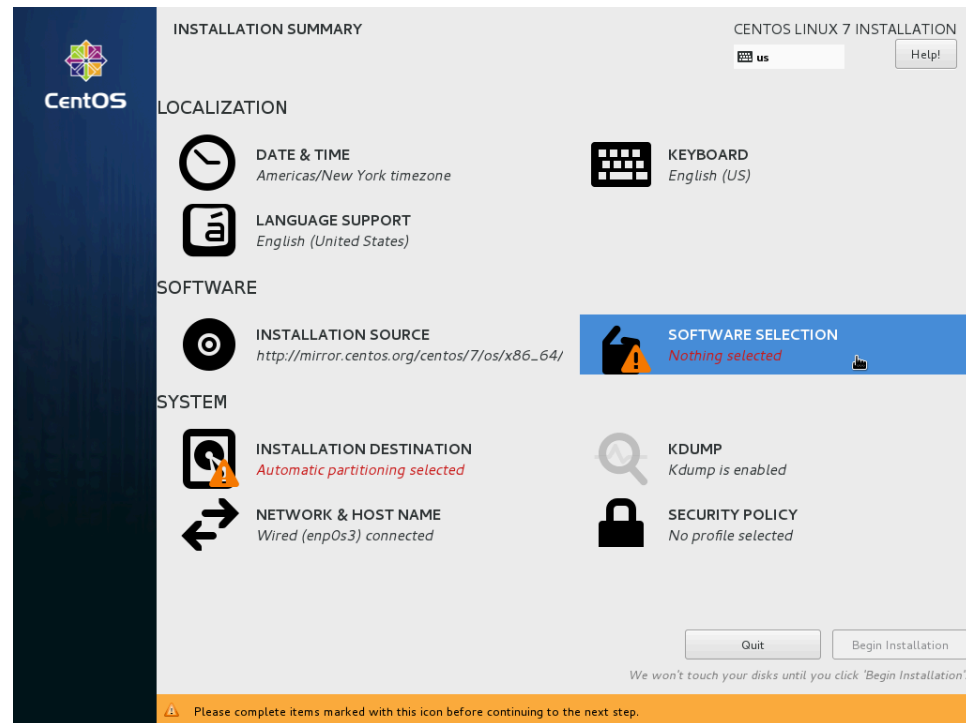 INSTALLATION SUMMARY
CENTOS LINUX 7 INSTALLATION
us
Help!
CentOS
LOCALIZATION
DATE & TIME
Americas/New York timezone
KEYBOARD
English (US)
á
LANGUAGE SUPPORT
English (United States)
SOFTWARE
INSTALLATION SOURCE
http://mirror.centos.org/centos/7/os/x86_64/
SOFTWARE SELECTION
Nothing selected
SYSTEM
INSTALLATION DESTINATION
Automatic partitioning selected
KDUMP
Kdump is enabled
NETWORK & HOST NAME
Wired (enp0s3) connected
SECURITY POLICY
No profile selected
Quit
Begin Installation
We won't touch your disks until you click 'Begin Installation'.
Please complete items marked with this icon before continuing to the next step.